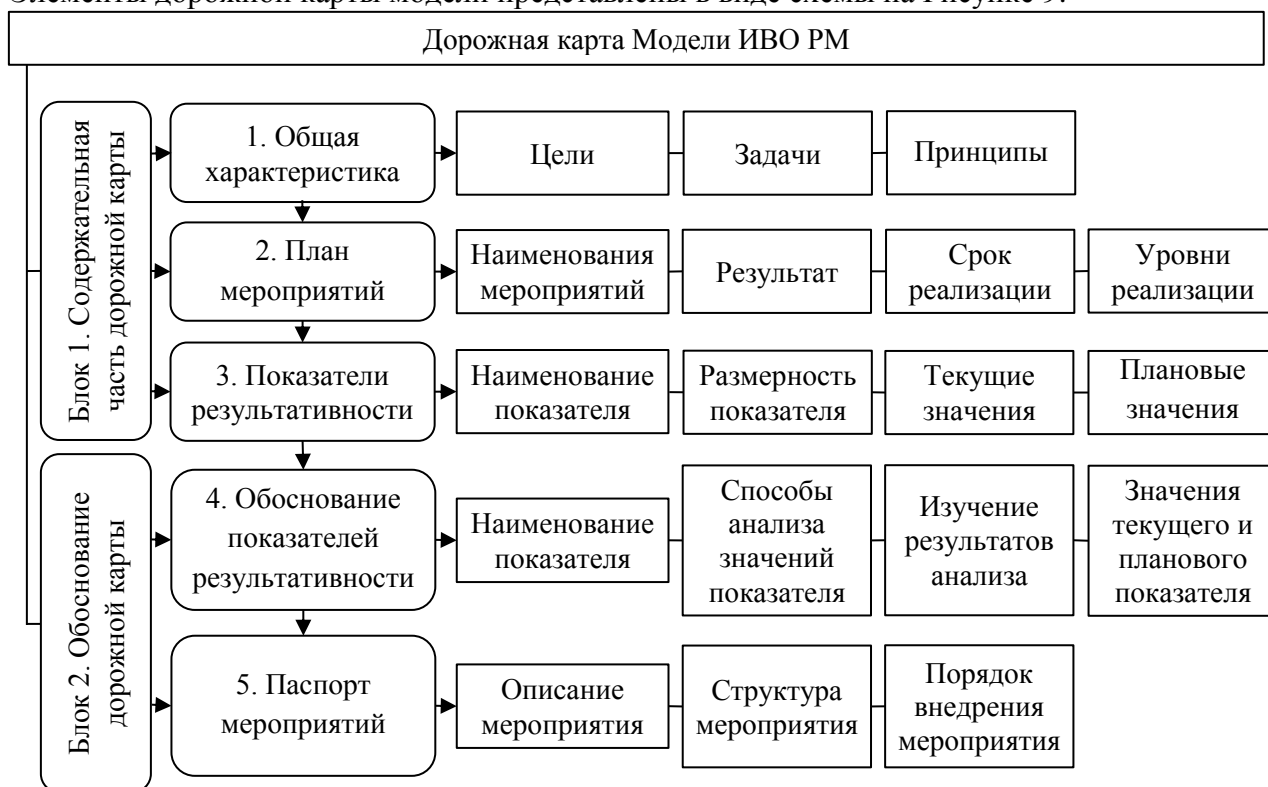 Элементы дорожной карты модели представлены в виде схемы на Рисунке 9.
Дорожная карта Модели ИВО РМ
Блок 1. Содержательная
часть дорожной карты
1. Общая
характеристика
Цели
Задачи
Принципы
2. План
мероприятий
Наименования
мероприятий
Результат
Срок
реализации
Уровни
реализации
3. Показатели
результативности
Наименование
показателя
Размерность
показателя
Текущие
значения
Плановые
значения
Блок 2. Обоснование
дорожной карты
4. Обоснование
показателей
результативности
Наименование
показателя
Способы
анализа
значений
показателя
Изучение
результатов
анализа
Значения
текущего и
планового
показателя
5. Паспорт
мероприятий
Описание
мероприятия
Структура
мероприятия
Порядок
внедрения
мероприятия